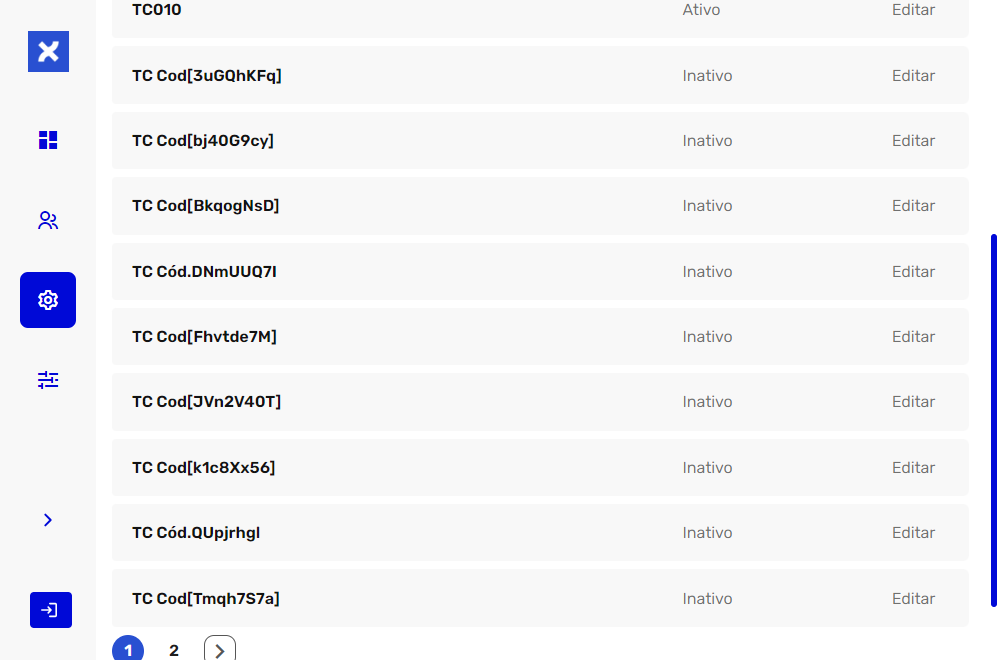 TC010 Ativo Editar
TC Cod[3uGQhKFq] Inativo Editar
TC Cod[bj40G9cy] Inativo Editar
TC Cod[BkqogNsD] Inativo Editar
TC Cód.DNmUUQ7I Inativo Editar
TC Cod[Fhvtde7M] Inativo Editar
TC Cod[JVn2V40T] Inativo Editar
TC Cod[k1c8Xx56] Inativo Editar
TC Cód.QUpjrhgl Inativo Editar
TC Cod[Tmqh7S7a] Inativo Editar
1 2